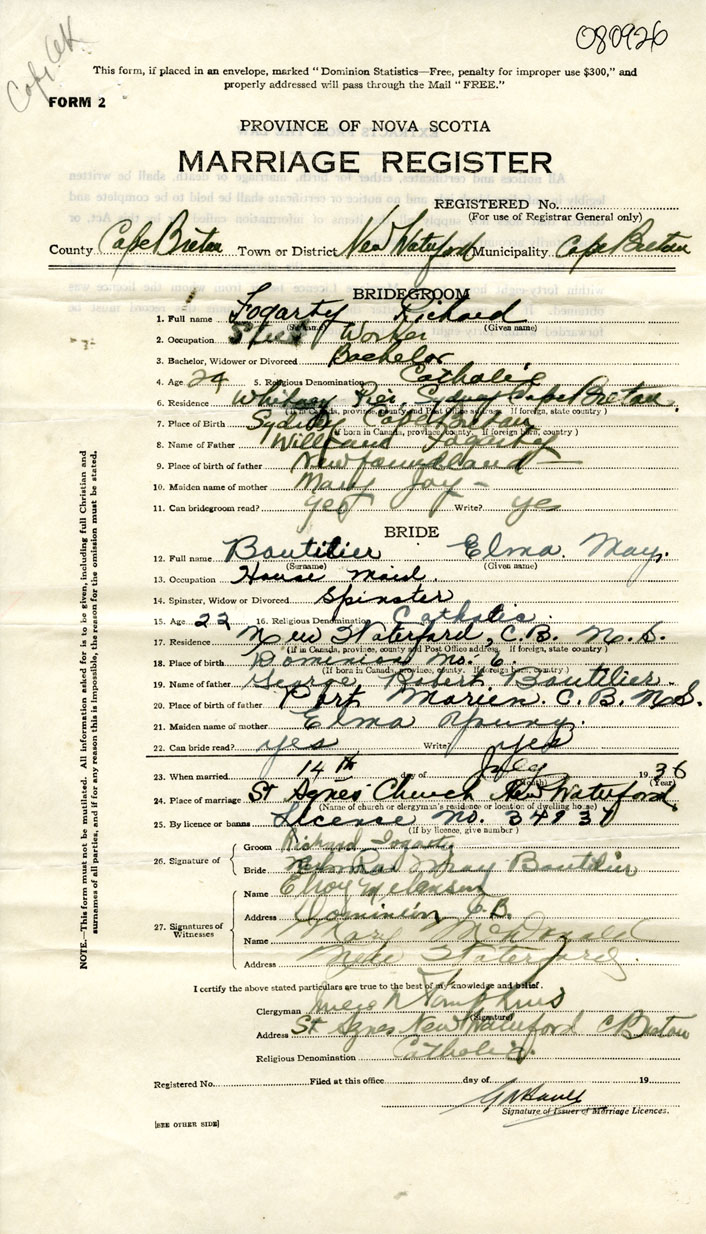 080926
Copy OK
This form, if placed in an envelope, marked "Dominion Statistics—Free, penalty for improper use $300," and
properly addressed will pass through the Mail "FREE."
FORM 2
PROVINCE OF NOVA SCOTIA
MARRIAGE REGISTER
REGISTERED No.
(For use of Registrar General only)
County Cape Breton Town or District New Waterford Municipality Cape Breton
BRIDEGROOM
1. Full name Fogarty Richard
(Surname) (Given name)
2. Occupation Steel Worker
3. Bachelor, Widower or Divorced Bachelor
4. Age 24 5. Religious Denomination Catholic
6. Residence Whitney Pier, Sydney Cape Breton.
(If in Canada, province, county and Post Office address. If foreign, state country)
7. Place of Birth Sydney Cape Breton
(If born in Canada, province, county. If foreign born, country)
8. Name of Father William Fogarty
9. Place of birth of father Newfoundland
10. Maiden name of mother Mary Joy
11. Can bridegroom read? yes Write? yes
BRIDE
12. Full name Boutilier Elma May.
(Surname) (Given name)
13. Occupation House maid.
14. Spinster, Widow or Divorced Spinster
15. Age 22 16. Religious Denomination Catholic.
17. Residence New Waterford, C.B. N.S.
(If in Canada, province, county and Post Office address. If foreign, state country)
18. Place of birth Dominion No. 6.
(If born in Canada, province, county. If foreign born, country)
19. Name of father George Robert Boutilier.
20. Place of birth of father Port Morien. C.B. N.S.
21. Maiden name of mother Elma Young.
22. Can bride read? yes Write? yes
23. When married 14th day of July 1936
(Month) (Year)
24. Place of marriage St Agnes Church New Waterford,
(Name of church or clergyman's residence or location of dwelling house)
25. By licence or banns License No. 34937
(If by licence, give number)
26. Signature of
Groom Richard Fogarty
Bride May Boutilier
27. Signatures of Witnesses
Name Elroy Melanson
Address Dominion C.B.
Name Mary McDonald
Address New Waterford.
I certify the above stated particulars are true to the best of my knowledge and belief.
Clergyman Tompkins
(Signature)
Address St Agnes New Waterford C Breton
Religious Denomination Catholic.
Registered No. Filed at this office day of 19
Signature of Issuer of Marriage Licences.
[SEE OTHER SIDE]
NOTE.—This form must not be mutilated. All information asked for is to be given, including full Christian and
surnames of all parties, and if for any reason this is impossible, the reason for the omission must be stated.